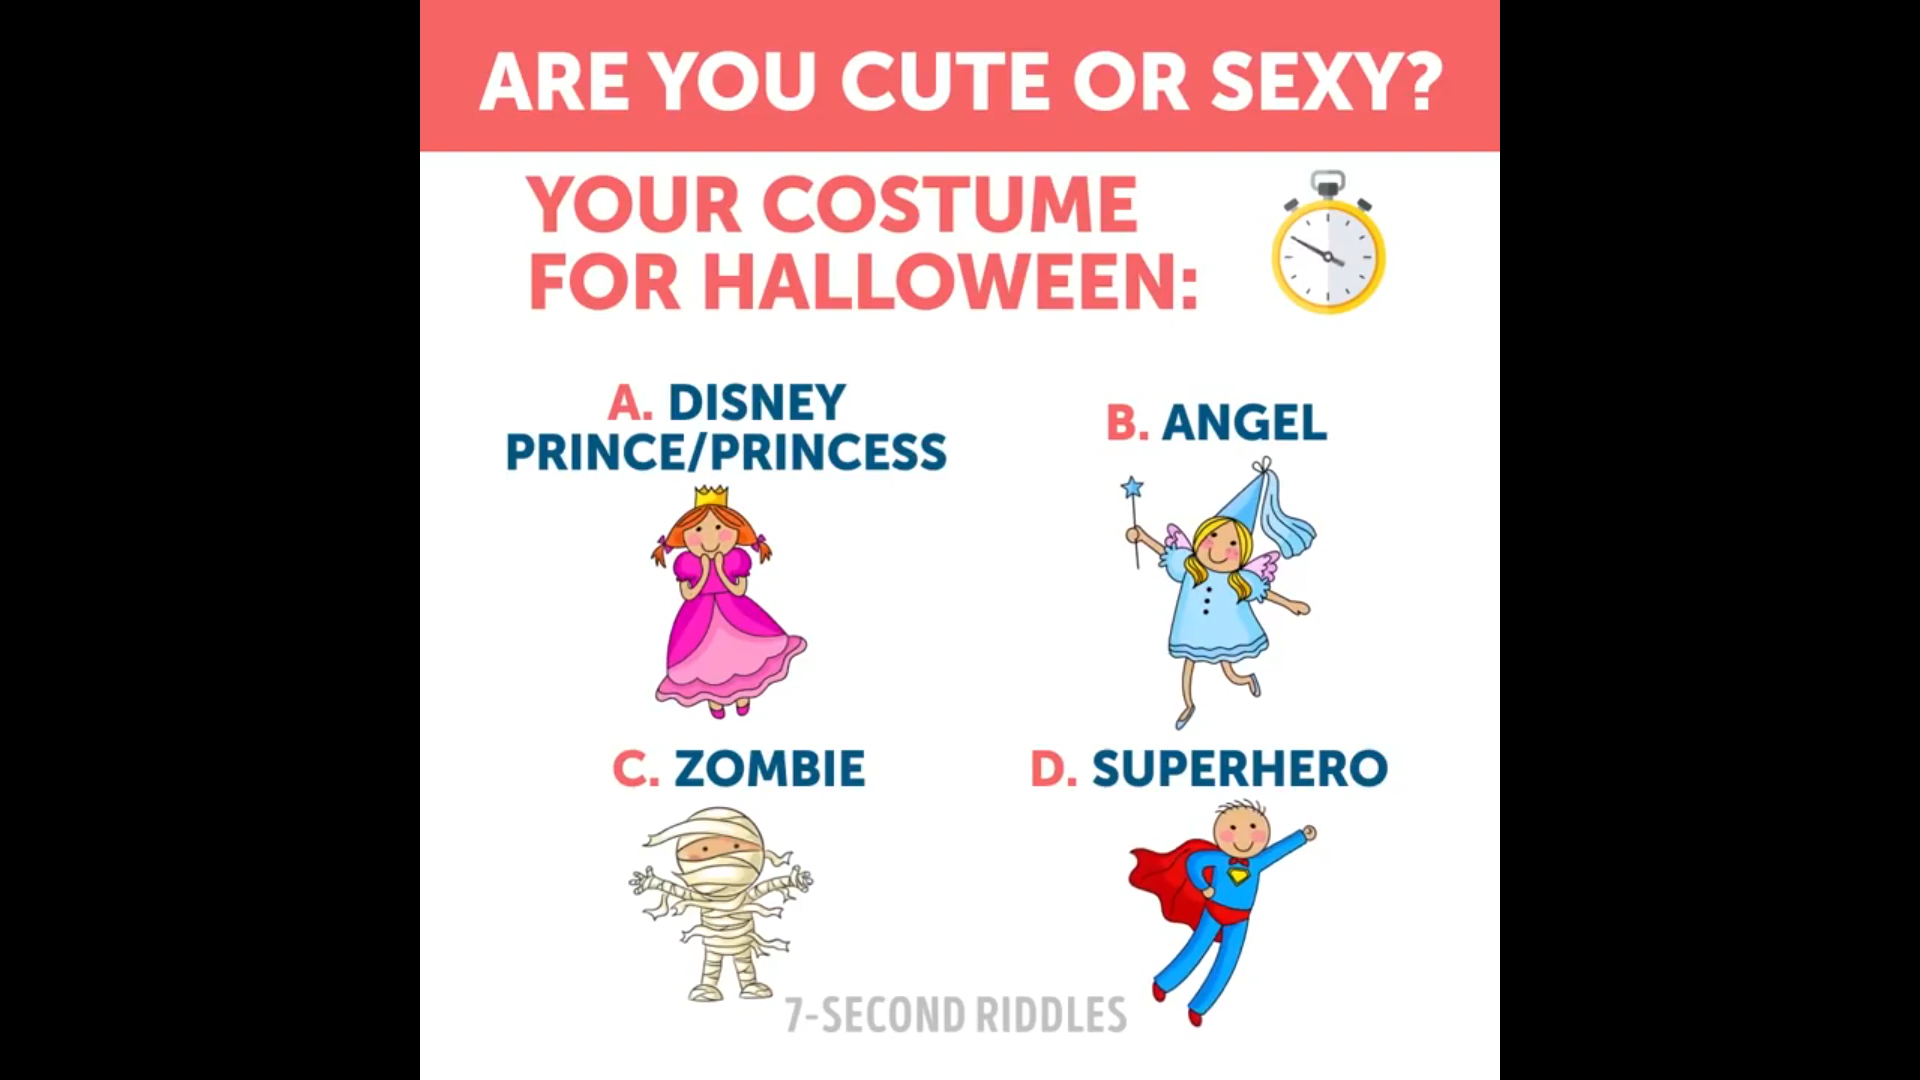 ARE YOU CUTE OR SEXY?
YOUR COSTUME
FOR HALLOWEEN:
A. DISNEY
PRINCE/PRINCESS
B. ANGEL
C. ZOMBIE
D. SUPERHERO
7-SECOND RIDDLES